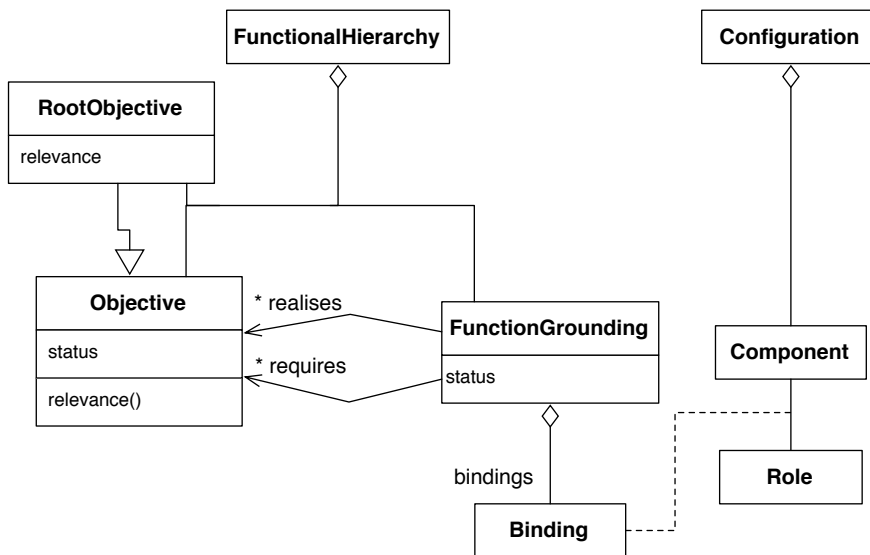 FunctionalHierarchy
Configuration
RootObjective
relevance
Objective
status
relevance()
* realises
* requires
FunctionGrounding
status
bindings
Binding
Component
Role